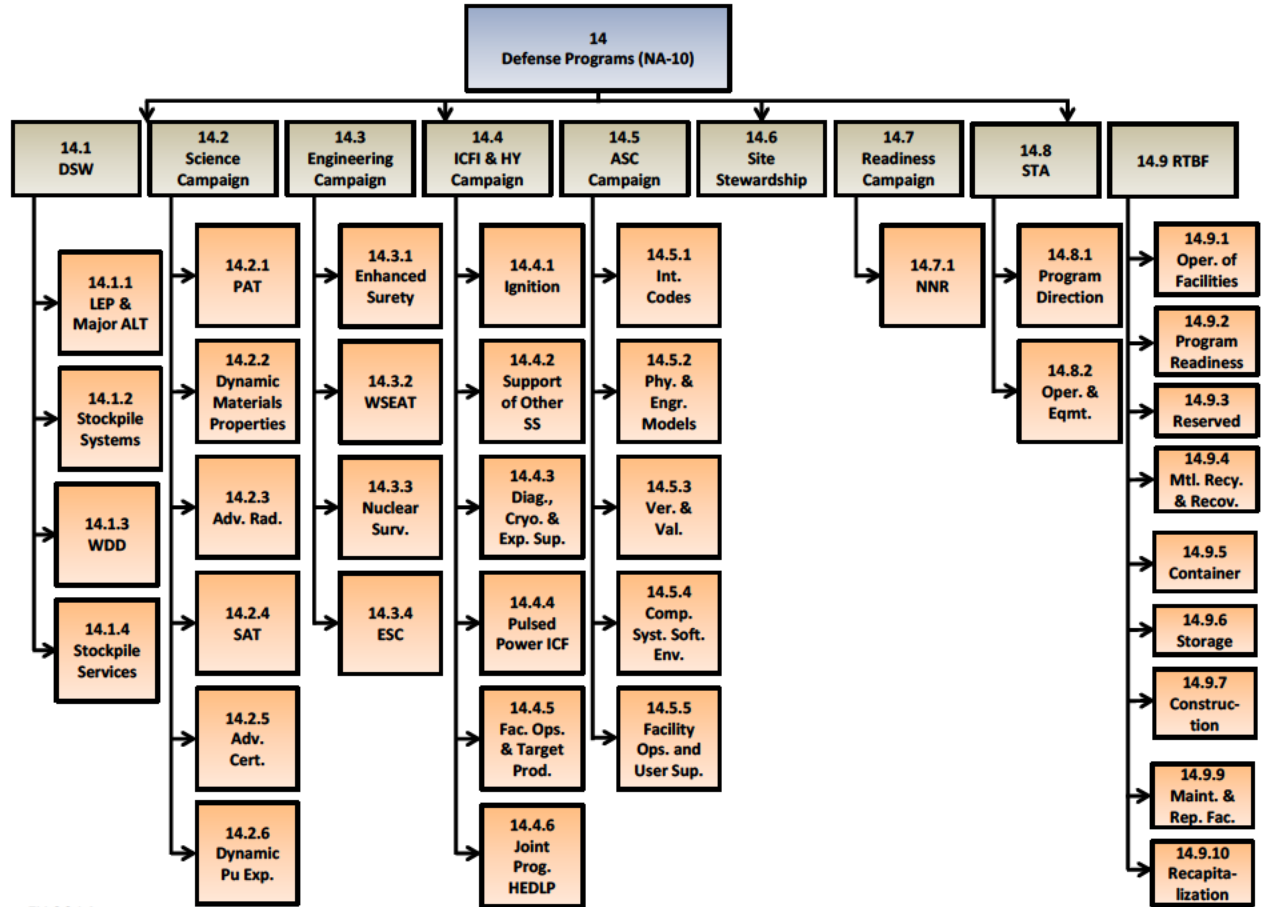 14
Defense Programs (NA-10)
14.1
DSW
14.2
Science
Campaign
14.3
Engineering
Campaign
14.4
ICFI & HY
Campaign
14.5
ASC
Campaign
14.6
Site
Stewardship
14.7
Readiness
Campaign
14.8
STA
14.9 RTBF
14.1.1
LEP &
Major ALT
14.1.2
Stockpile
Systems
14.1.3
WDD
14.1.4
Stockpile
Services
14.2.1
PAT
14.2.2
Dynamic
Materials
Properties
14.2.3
Adv. Rad.
14.2.4
SAT
14.2.5
Adv.
Cert.
14.2.6
Dynamic
Pu Exp.
14.3.1
Enhanced
Surety
14.3.2
WSEAT
14.3.3
Nuclear
Surv.
14.3.4
ESC
14.4.1
Ignition
14.4.2
Support
of Other
SS
14.4.3
Diag.,
Cryo. &
Exp. Sup.
14.4.4
Pulsed
Power ICF
14.4.5
Fac. Ops.
& Target
Prod.
14.4.6
Joint
Prog.
HEDLP
14.5.1
Int.
Codes
14.5.2
Phy. &
Engr.
Models
14.5.3
Ver. &
Val.
14.5.4
Comp.
Syst. Soft.
Env.
14.5.5
Facility
Ops. and
User Sup.
14.7.1
NNR
14.8.1
Program
Direction
14.8.2
Oper. &
Eqmt.
14.9.1
Oper. of
Facilities
14.9.2
Program
Readiness
14.9.3
Reserved
14.9.4
Mtl. Recy.
& Recov.
14.9.5
Container
14.9.6
Storage
14.9.7
Construc-
tion
14.9.9
Maint. &
Rep. Fac.
14.9.10
Recapita-
lization